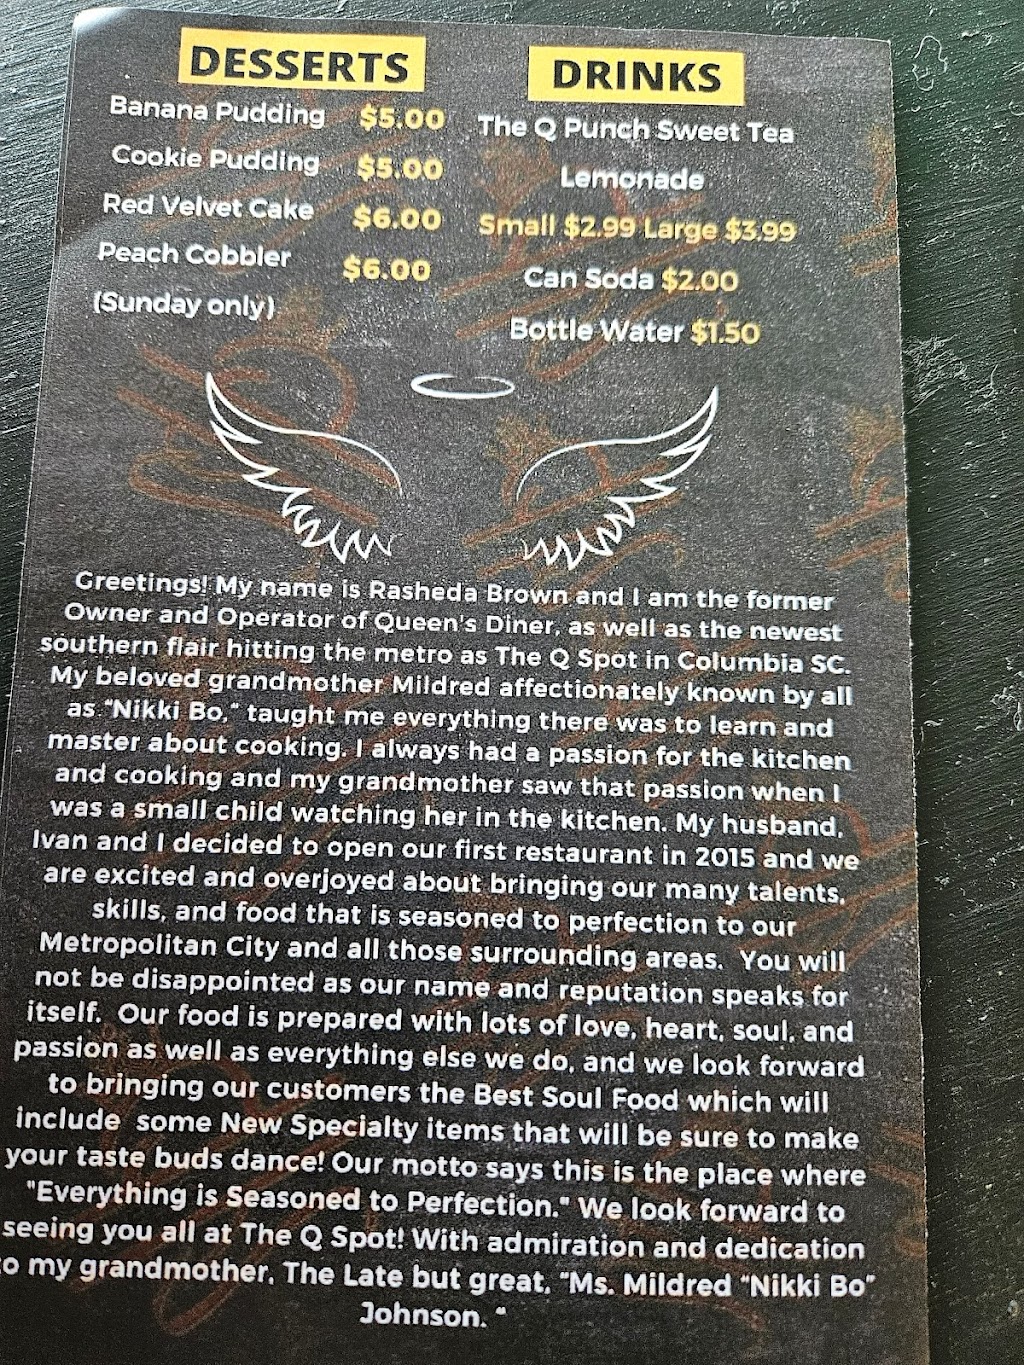 DESSERTS
Banana Pudding $5.00
Cookie Pudding $5.00
Red Velvet Cake $6.00
Peach Cobbler $6.00
(Sunday only)
DRINKS
The Q Punch Sweet Tea
Lemonade
Small $2.99 Large $3.99
Can Soda $2.00
Bottle Water $1.50
Greetings! My name is Rasheda Brown and I am the former
Owner and Operator of Queen's Diner, as well as the newest
southern flair hitting the metro as The Q Spot in Columbia SC.
My beloved grandmother Mildred affectionately known by all
as "Nikki Bo," taught me everything there was to learn and
master about cooking. I always had a passion for the kitchen
and cooking and my grandmother saw that passion when I
was a small child watching her in the kitchen. My husband,
Ivan and I decided to open our first restaurant in 2015 and we
are excited and overjoyed about bringing our many talents,
skills, and food that is seasoned to perfection to our
Metropolitan City and all those surrounding areas. You will
not be disappointed as our name and reputation speaks for
itself. Our food is prepared with lots of love, heart, soul, and
passion as well as everything else we do, and we look forward
to bringing our customers the Best Soul Food which will
include some New Specialty items that will be sure to make
your taste buds dance! Our motto says this is the place where
"Everything is Seasoned to Perfection." We look forward to
seeing you all at The Q Spot! With admiration and dedication
to my grandmother, The Late but great, "Ms. Mildred "Nikki Bo"
Johnson. "